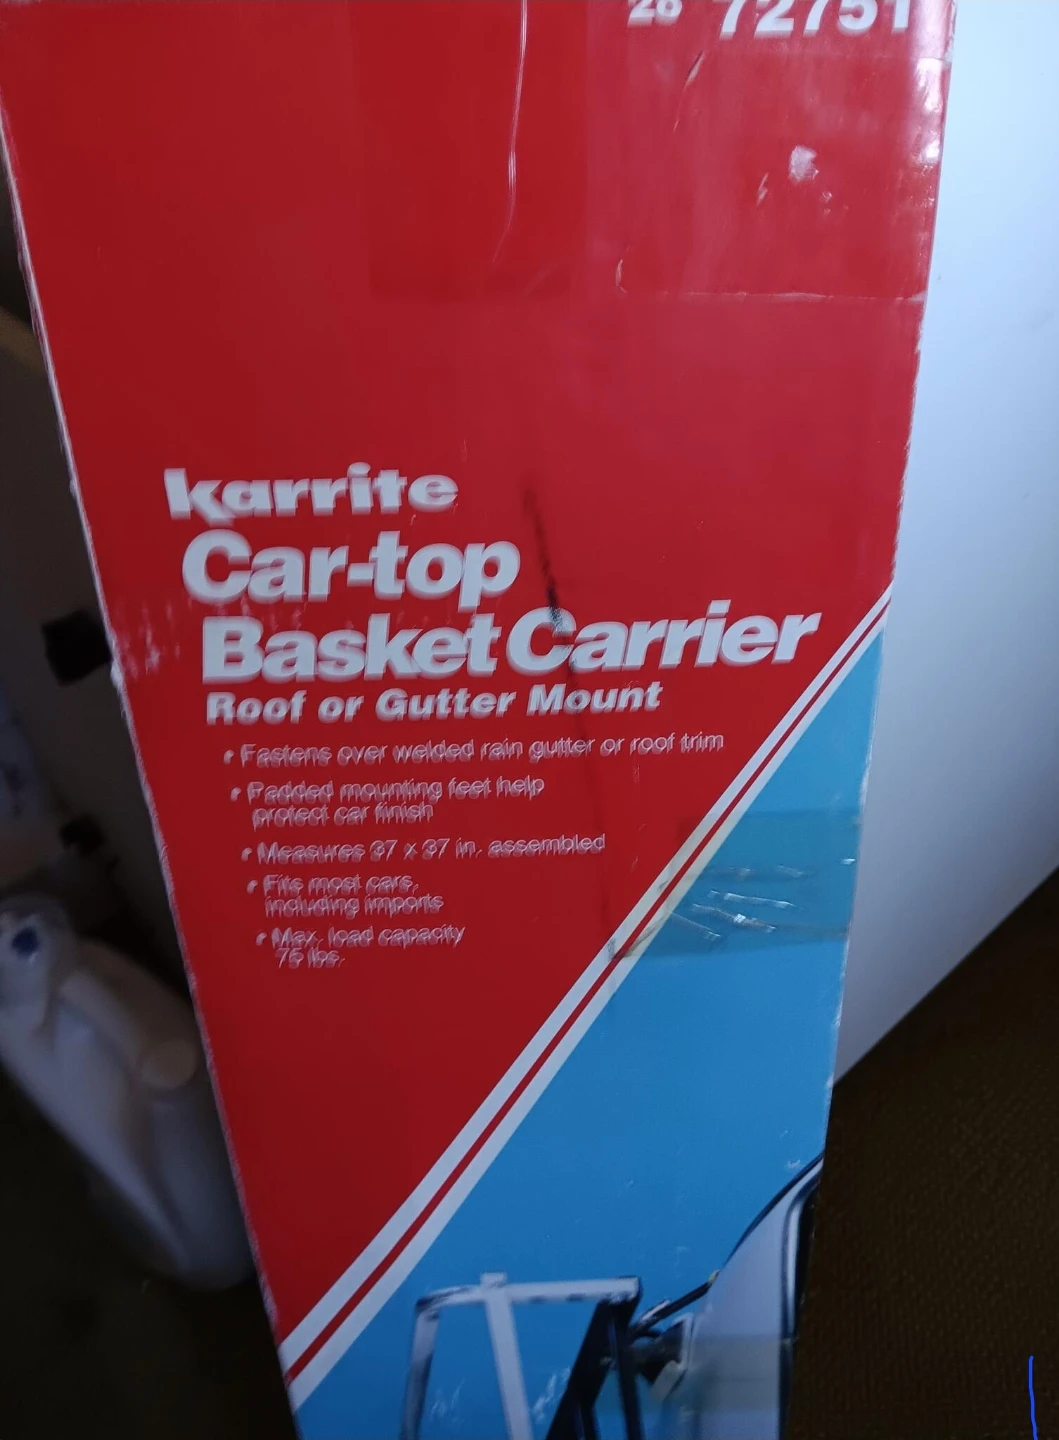 28 72751
karrite
Car-top
Basket Carrier
Roof or Gutter Mount
• Fastens over welded rain gutter or roof trim
• Padded mounting feet help
protect car finish
• Measures 37 x 37 in. assembled
• Fits most cars,
including imports
• Max. load capacity
75 lbs.